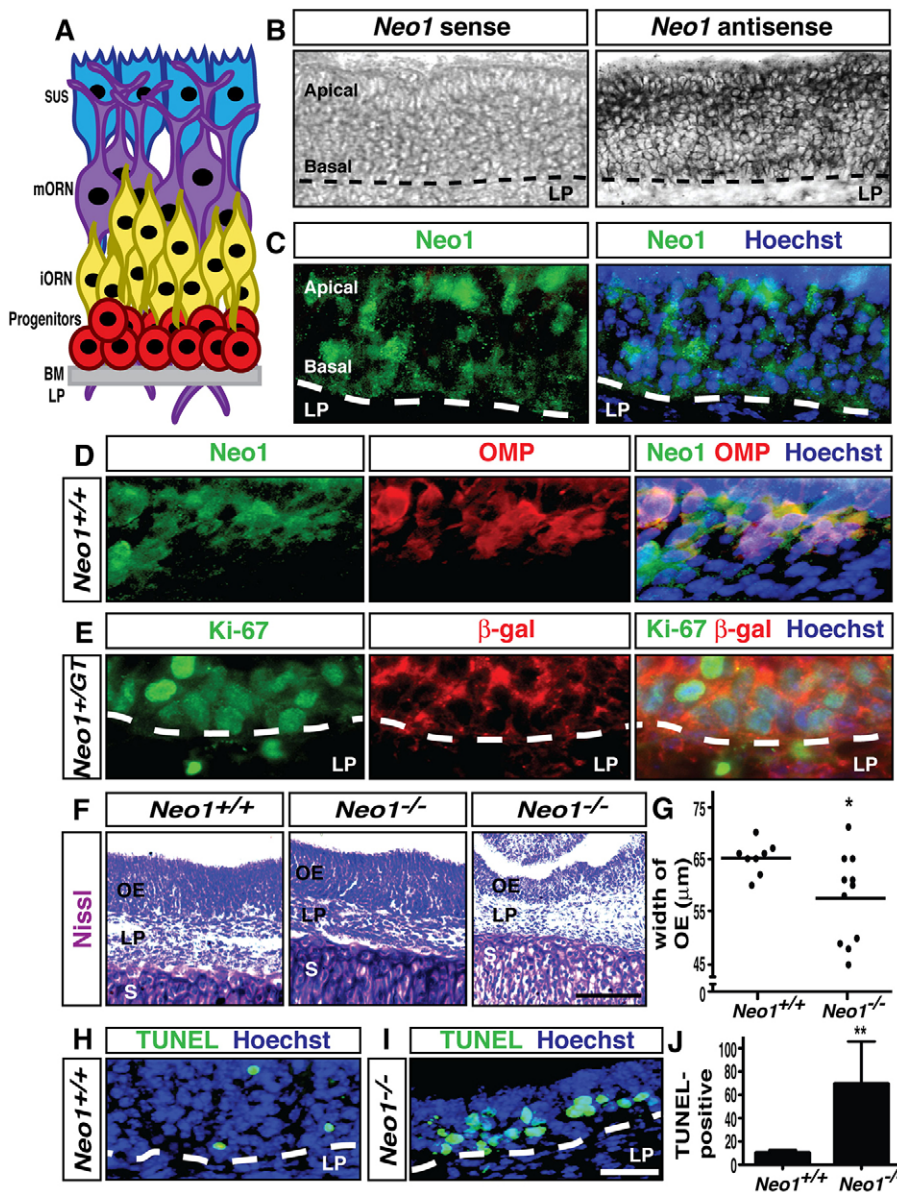 A
SUS
mORN
iORN
Progenitors
BM
LP
B
Neo1 sense
Neo1 antisense
Apical
Basal
LP
LP
C
Neo1
Neo1 Hoechst
Apical
Basal
LP
LP
D
Neo1
OMP
Neo1 OMP Hoechst
Neo1+/+
E
Ki-67
β-gal
Ki-67 β-gal Hoechst
Neo1+/GT
LP
LP
LP
F
Neo1+/+
Neo1-/-
Neo1-/-
Nissl
OE
LP
S
OE
LP
S
OE
LP
S
G
width of
OE (μm)
75
65
55
45
0
*
Neo1+/+
Neo1-/-
H
TUNEL Hoechst
Neo1+/+
LP
I
TUNEL Hoechst
Neo1-/-
LP
J
TUNEL-
positive
100
80
60
40
20
0
**
Neo1+/+
Neo1-/-